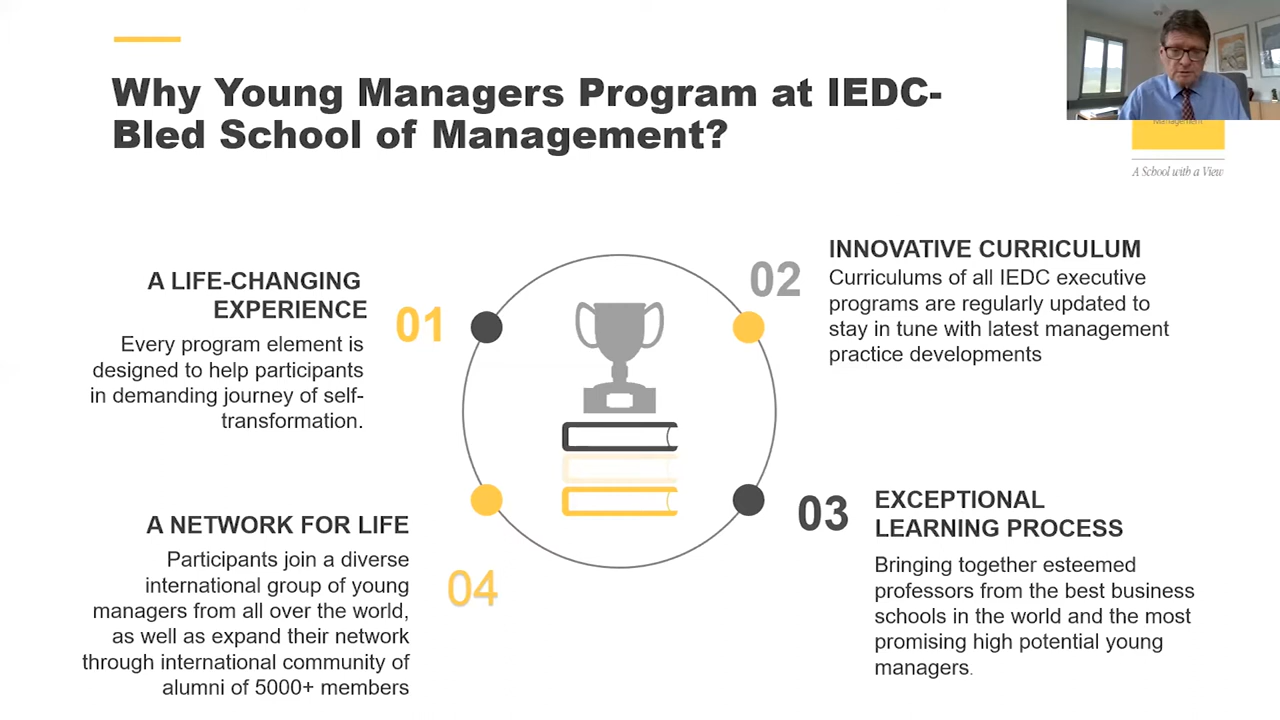 Why Young Managers Program at IEDC-
Bled School of Management?
Management
A School with a View
A LIFE-CHANGING
EXPERIENCE
01
Every program element is
designed to help participants
in demanding journey of self-
transformation.
02
INNOVATIVE CURRICULUM
Curriculums of all IEDC executive
programs are regularly updated to
stay in tune with latest management
practice developments
03
EXCEPTIONAL
LEARNING PROCESS
Bringing together esteemed
professors from the best business
schools in the world and the most
promising high potential young
managers.
A NETWORK FOR LIFE
04
Participants join a diverse
international group of young
managers from all over the world,
as well as expand their network
through international community of
alumni of 5000+ members